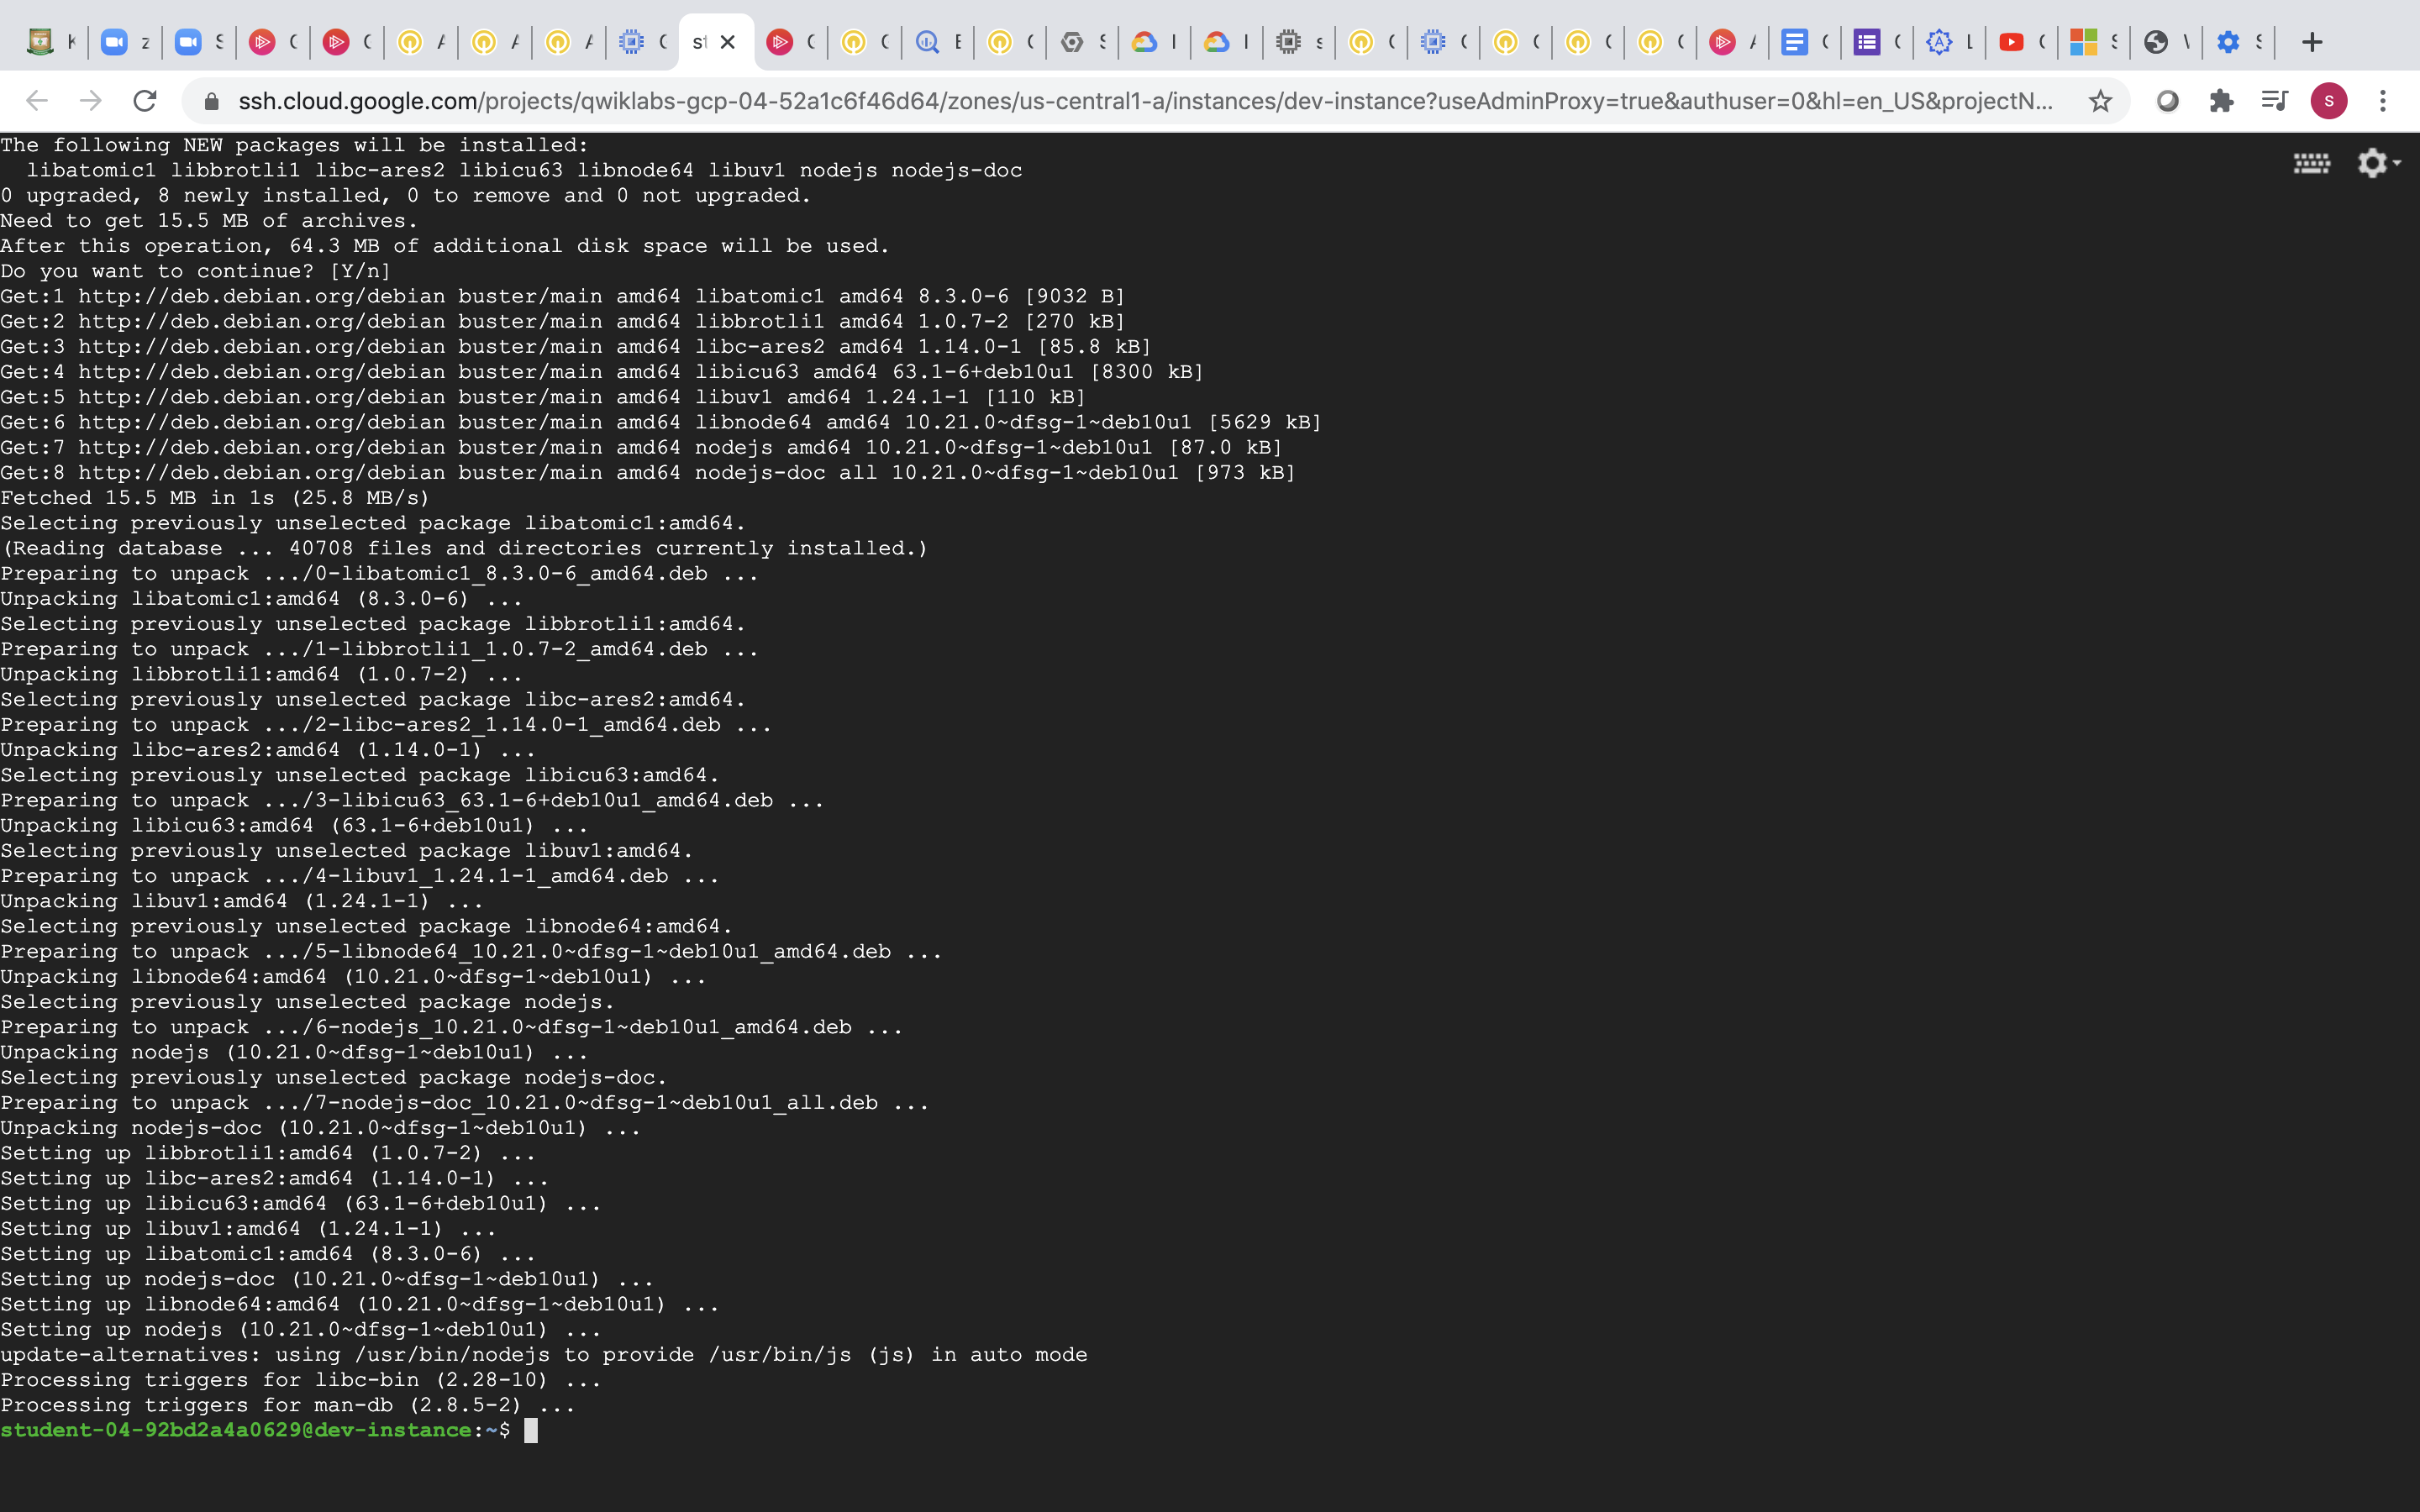 K z S C C A A A C st C C E C S I I s C C C C C A C C L C S V S
ssh.cloud.google.com/projects/qwiklabs-gcp-04-52a1c6f46d64/zones/us-central1-a/instances/dev-instance?useAdminProxy=true&authuser=0&hl=en_US&projectN... S
The following NEW packages will be installed:
  libatomic1 libbrotli1 libc-ares2 libicu63 libnode64 libuv1 nodejs nodejs-doc
0 upgraded, 8 newly installed, 0 to remove and 0 not upgraded.
Need to get 15.5 MB of archives.
After this operation, 64.3 MB of additional disk space will be used.
Do you want to continue? [Y/n]
Get:1 http://deb.debian.org/debian buster/main amd64 libatomic1 amd64 8.3.0-6 [9032 B]
Get:2 http://deb.debian.org/debian buster/main amd64 libbrotli1 amd64 1.0.7-2 [270 kB]
Get:3 http://deb.debian.org/debian buster/main amd64 libc-ares2 amd64 1.14.0-1 [85.8 kB]
Get:4 http://deb.debian.org/debian buster/main amd64 libicu63 amd64 63.1-6+deb10u1 [8300 kB]
Get:5 http://deb.debian.org/debian buster/main amd64 libuv1 amd64 1.24.1-1 [110 kB]
Get:6 http://deb.debian.org/debian buster/main amd64 libnode64 amd64 10.21.0~dfsg-1~deb10u1 [5629 kB]
Get:7 http://deb.debian.org/debian buster/main amd64 nodejs amd64 10.21.0~dfsg-1~deb10u1 [87.0 kB]
Get:8 http://deb.debian.org/debian buster/main amd64 nodejs-doc all 10.21.0~dfsg-1~deb10u1 [973 kB]
Fetched 15.5 MB in 1s (25.8 MB/s)
Selecting previously unselected package libatomic1:amd64.
(Reading database ... 40708 files and directories currently installed.)
Preparing to unpack .../0-libatomic1_8.3.0-6_amd64.deb ...
Unpacking libatomic1:amd64 (8.3.0-6) ...
Selecting previously unselected package libbrotli1:amd64.
Preparing to unpack .../1-libbrotli1_1.0.7-2_amd64.deb ...
Unpacking libbrotli1:amd64 (1.0.7-2) ...
Selecting previously unselected package libc-ares2:amd64.
Preparing to unpack .../2-libc-ares2_1.14.0-1_amd64.deb ...
Unpacking libc-ares2:amd64 (1.14.0-1) ...
Selecting previously unselected package libicu63:amd64.
Preparing to unpack .../3-libicu63_63.1-6+deb10u1_amd64.deb ...
Unpacking libicu63:amd64 (63.1-6+deb10u1) ...
Selecting previously unselected package libuv1:amd64.
Preparing to unpack .../4-libuv1_1.24.1-1_amd64.deb ...
Unpacking libuv1:amd64 (1.24.1-1) ...
Selecting previously unselected package libnode64:amd64.
Preparing to unpack .../5-libnode64_10.21.0~dfsg-1~deb10u1_amd64.deb ...
Unpacking libnode64:amd64 (10.21.0~dfsg-1~deb10u1) ...
Selecting previously unselected package nodejs.
Preparing to unpack .../6-nodejs_10.21.0~dfsg-1~deb10u1_amd64.deb ...
Unpacking nodejs (10.21.0~dfsg-1~deb10u1) ...
Selecting previously unselected package nodejs-doc.
Preparing to unpack .../7-nodejs-doc_10.21.0~dfsg-1~deb10u1_all.deb ...
Unpacking nodejs-doc (10.21.0~dfsg-1~deb10u1) ...
Setting up libbrotli1:amd64 (1.0.7-2) ...
Setting up libc-ares2:amd64 (1.14.0-1) ...
Setting up libicu63:amd64 (63.1-6+deb10u1) ...
Setting up libuv1:amd64 (1.24.1-1) ...
Setting up libatomic1:amd64 (8.3.0-6) ...
Setting up nodejs-doc (10.21.0~dfsg-1~deb10u1) ...
Setting up libnode64:amd64 (10.21.0~dfsg-1~deb10u1) ...
Setting up nodejs (10.21.0~dfsg-1~deb10u1) ...
update-alternatives: using /usr/bin/nodejs to provide /usr/bin/js (js) in auto mode
Processing triggers for libc-bin (2.28-10) ...
Processing triggers for man-db (2.8.5-2) ...
student-04-92bd2a4a0629@dev-instance:~$